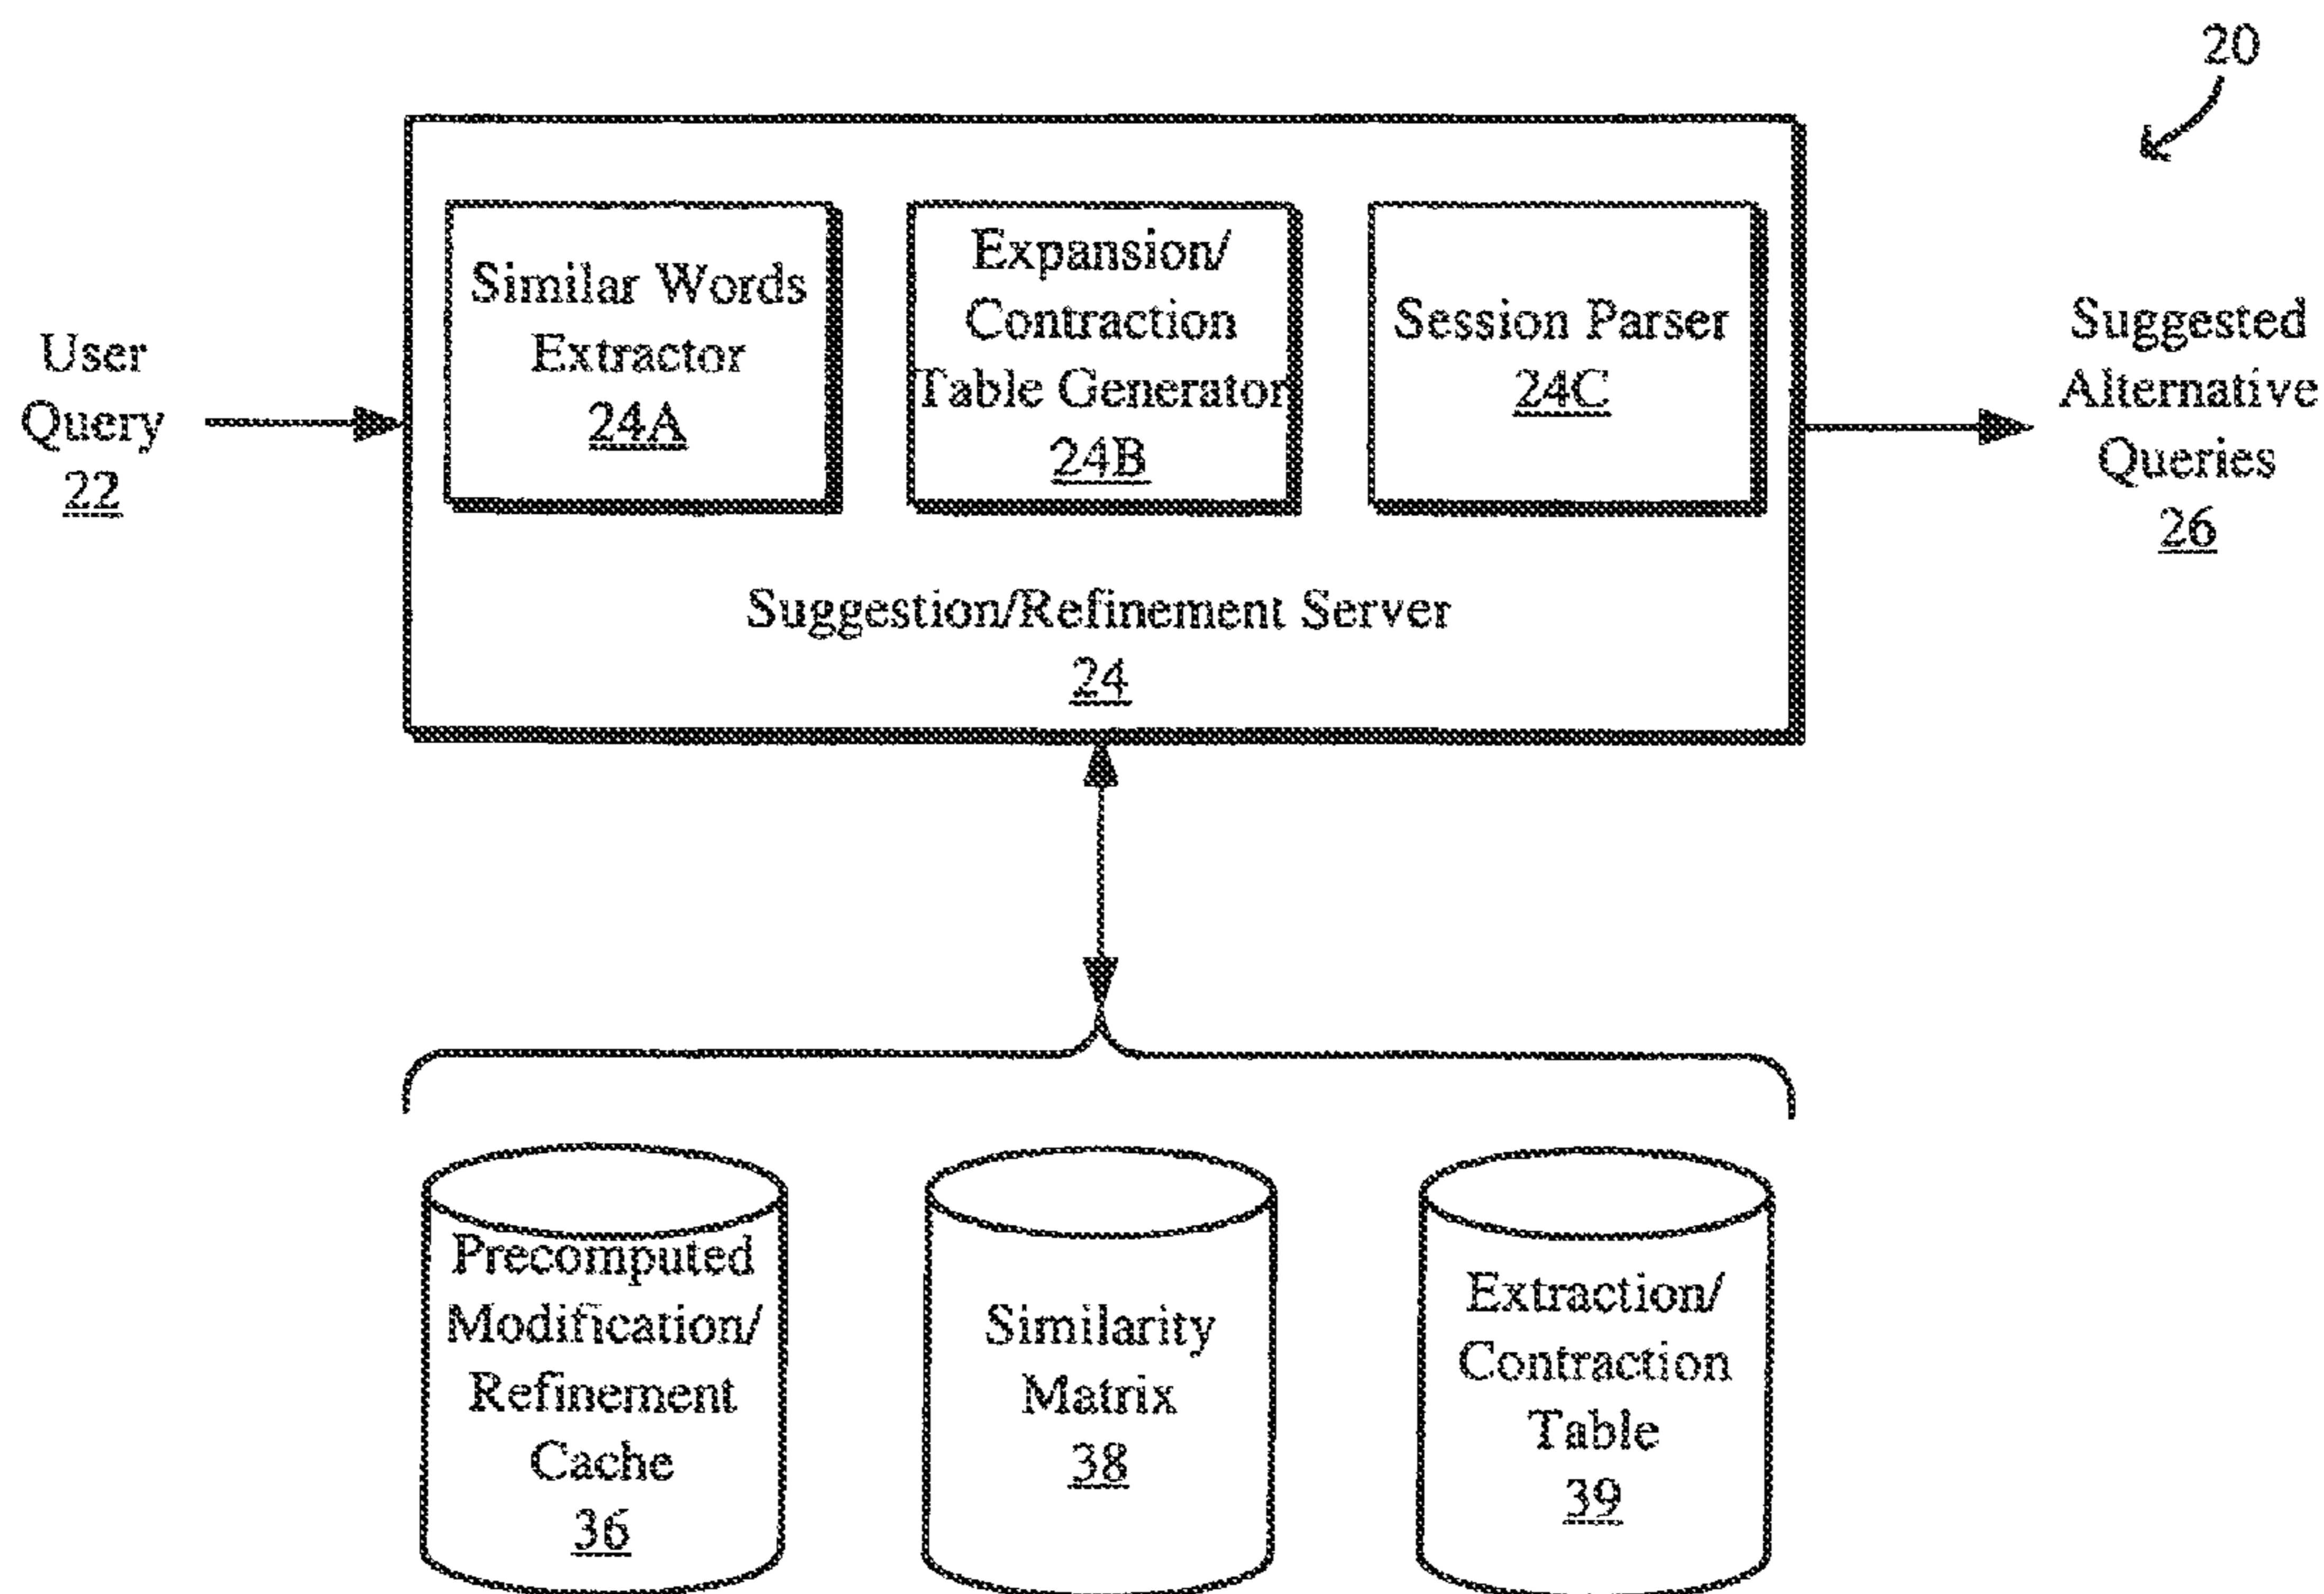 20
User
Query
22
Similar Words
Extractor
24A
Expansion/
Contraction
Table Generator
24B
Session Parser
24C
Suggestion/Refinement Server
24
Suggested
Alternative
Queries
26
Precomputed
Modification/
Refinement
Cache
36
Similarity
Matrix
38
Extraction/
Contraction
Table
39